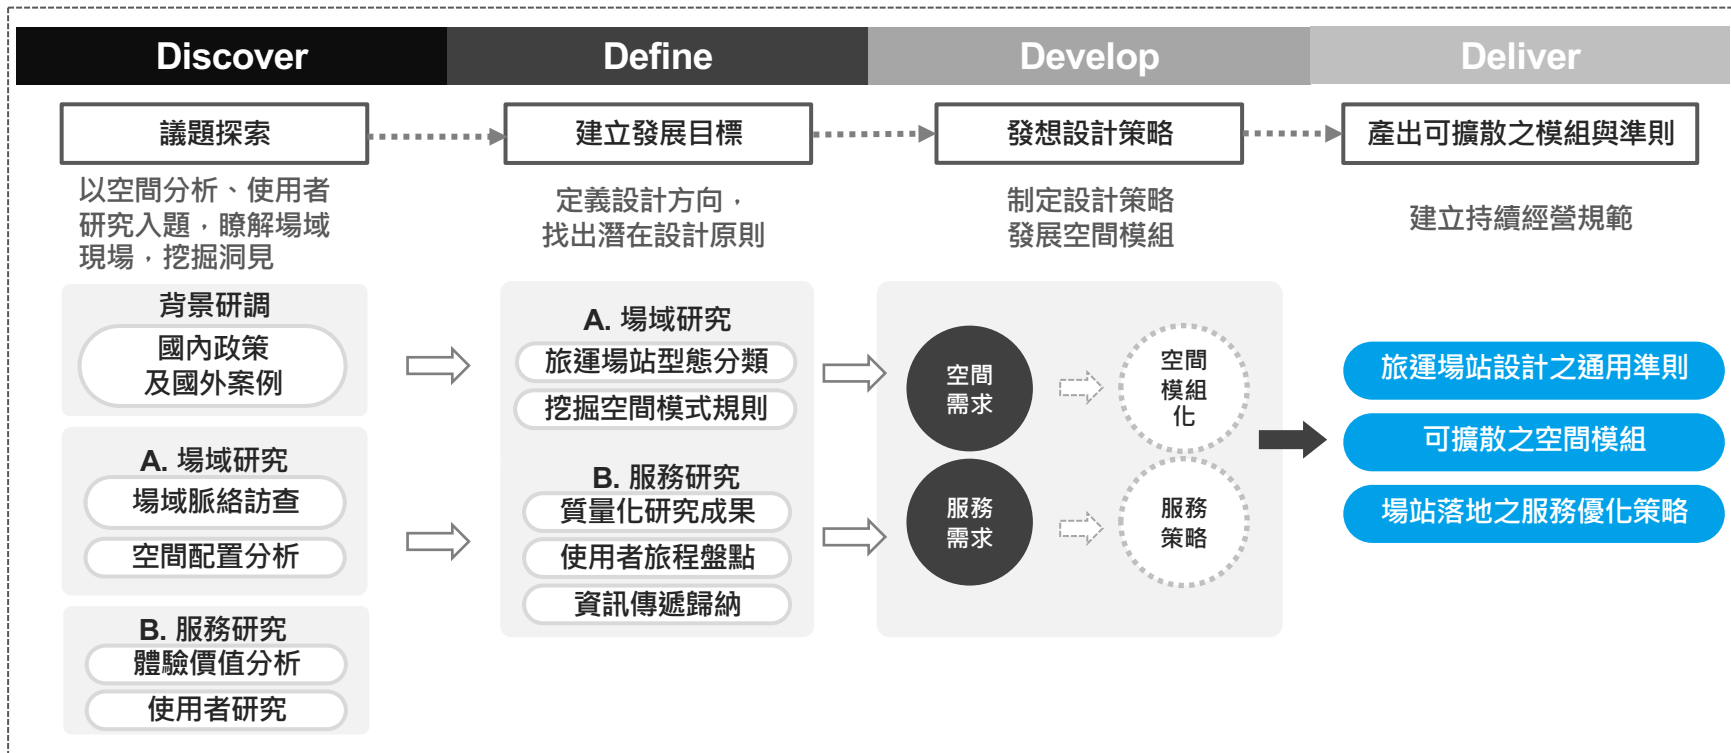 Discover
Define
Develop
Deliver
議題探索
建立發展目標
發想設計策略
產出可擴散之模組與準則
以空間分析、使用者
研究入題，瞭解場域
現場，挖掘洞見
定義設計方向，
找出潛在設計原則
制定設計策略
發展空間模組
建立持續經營規範
背景研調
國內政策
及國外案例
A. 場域研究
場域脈絡訪查
空間配置分析
B. 服務研究
體驗價值分析
使用者研究
A. 場域研究
旅運場站型態分類
挖掘空間模式規則
B. 服務研究
質量化研究成果
使用者旅程盤點
資訊傳遞歸納
空間
需求
空間
模組
化
服務
需求
服務
策略
旅運場站設計之通用準則
可擴散之空間模組
場站落地之服務優化策略